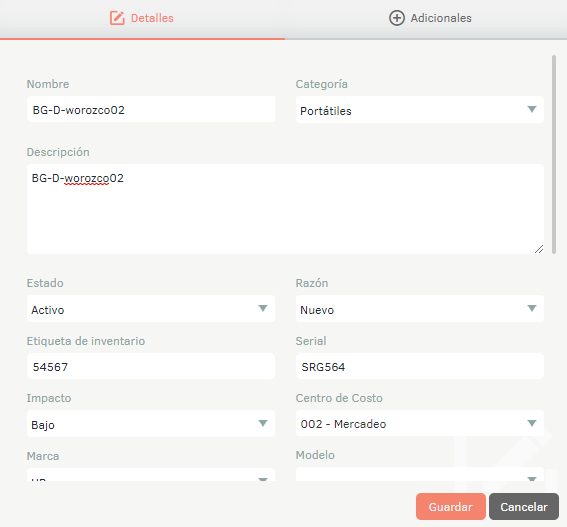 Detalles
Adicionales
Nombre
Categoría
BG-D-worozco02
Portátiles
Descripción
BG-D-worozco02
Estado
Razón
Activo
Nuevo
Etiqueta de inventario
Serial
54567
SRG564
Impacto
Centro de Costo
Bajo
002 - Mercadeo
Marca
Modelo
Guardar
Cancelar